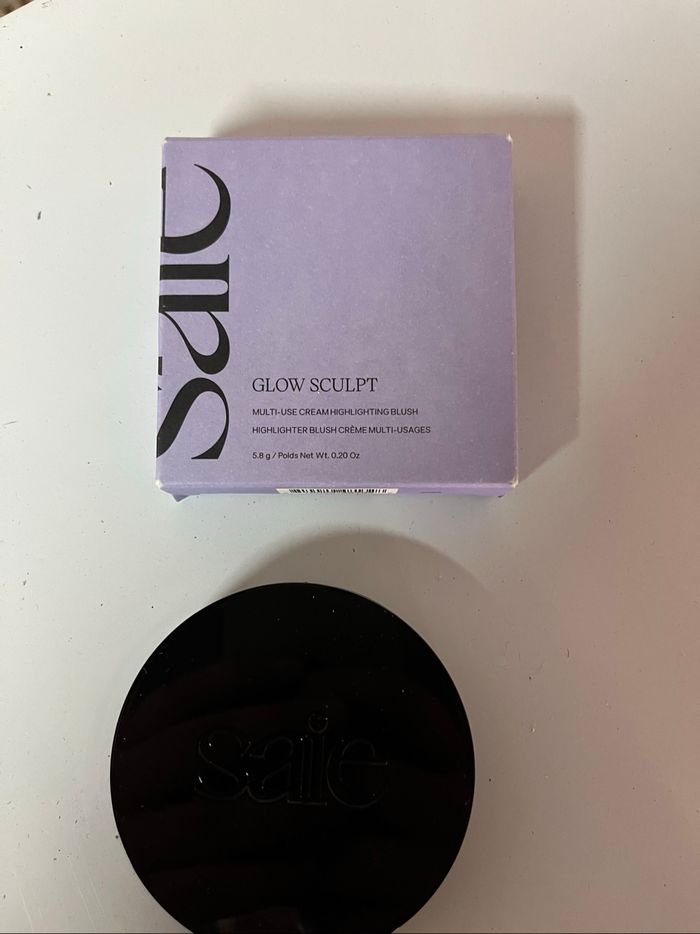 saie
GLOW SCULPT
MULTI-USE CREAM HIGHLIGHTING BLUSH
HIGHLIGHTER BLUSH CRÈME MULTI-USAGES
5.8 g / Poids Net Wt. 0.20 Oz
saie